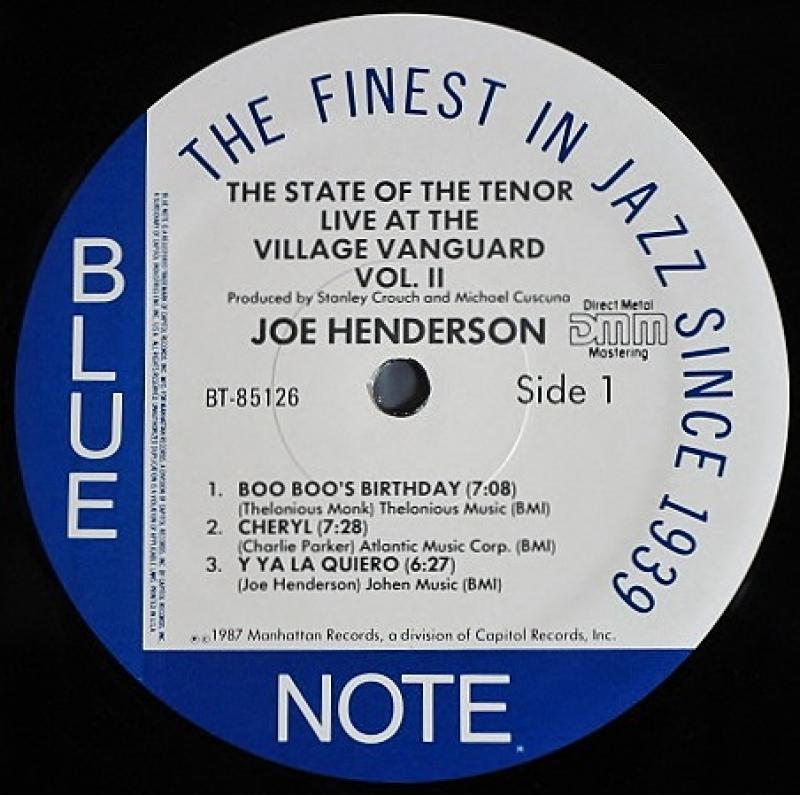 THE FINEST IN JAZZ SINCE 1939
THE STATE OF THE TENOR
LIVE AT THE
VILLAGE VANGUARD
VOL. II
Produced by Stanley Crouch and Michael Cuscuna
JOE HENDERSON
Direct Metal
DMM
Mastering
BT-85126
Side 1
1. BOO BOO'S BIRTHDAY (7:08)
(Thelonious Monk) Thelonious Music (BMI)
2. CHERYL (7:28)
(Charlie Parker) Atlantic Music Corp. (BMI)
3. Y YA LA QUIERO (6:27)
(Joe Henderson) Johen Music (BMI)
℗©1987 Manhattan Records, a division of Capitol Records, Inc.
BLUE
NOTE